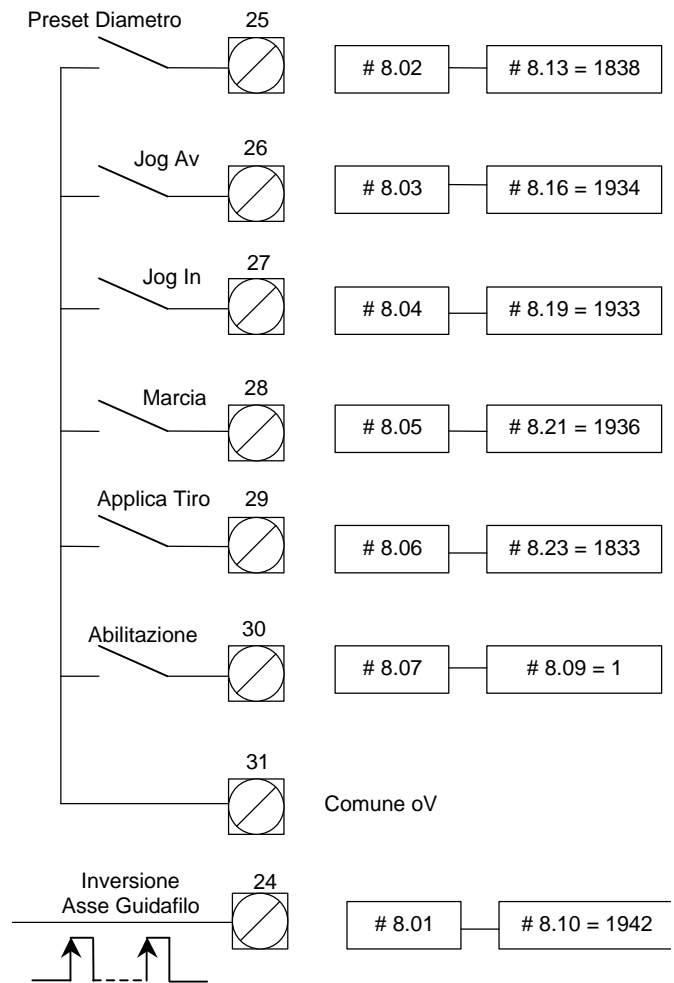 Preset Diametro 25
# 8.02 # 8.13 = 1838
Jog Av 26
# 8.03 # 8.16 = 1934
Jog In 27
# 8.04 # 8.19 = 1933
Marcia 28
# 8.05 # 8.21 = 1936
Applica Tiro 29
# 8.06 # 8.23 = 1833
Abilitazione 30
# 8.07 # 8.09 = 1
31
Comune oV
Inversione 24
Asse Guidafilo
# 8.01 # 8.10 = 1942